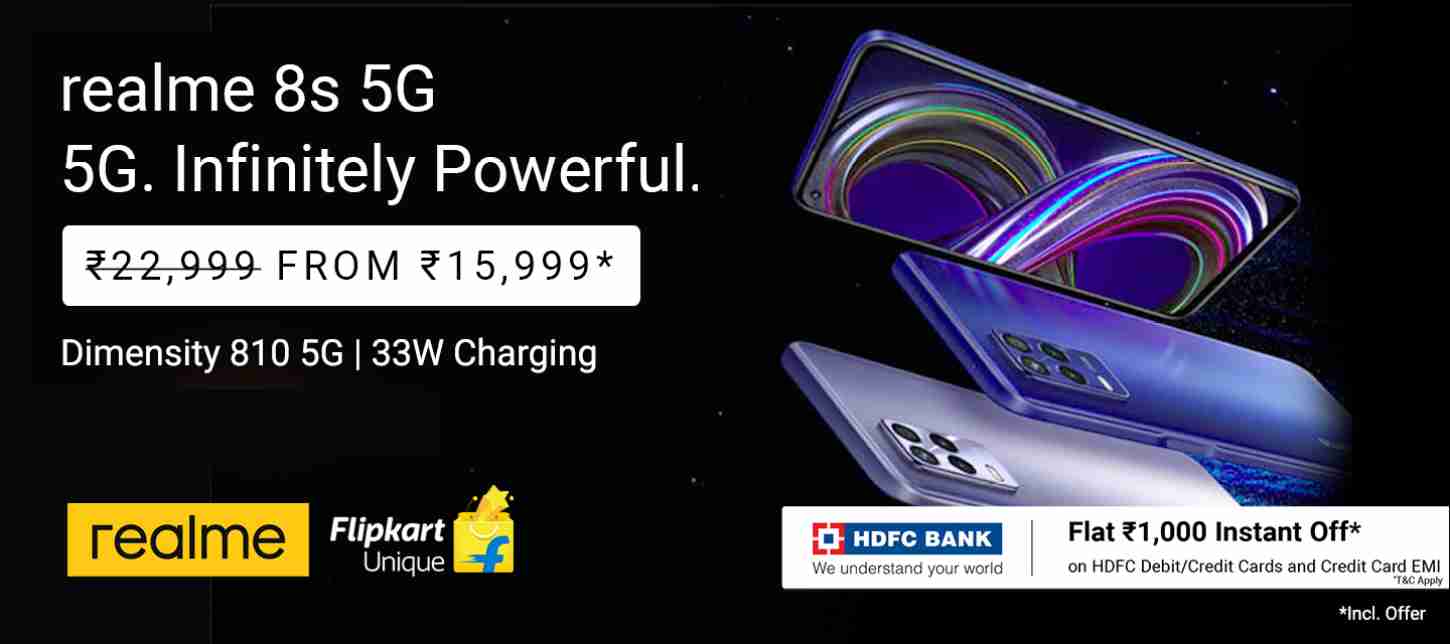 realme 8s 5G
5G. Infinitely Powerful.
₹22,999 FROM ₹15,999*
Dimensity 810 5G | 33W Charging
realme
Flipkart
Unique
HDFC BANK
We understand your world
Flat ₹1,000 Instant Off*
on HDFC Debit/Credit Cards and Credit Card EMI
*T&C Apply
*Incl. Offer